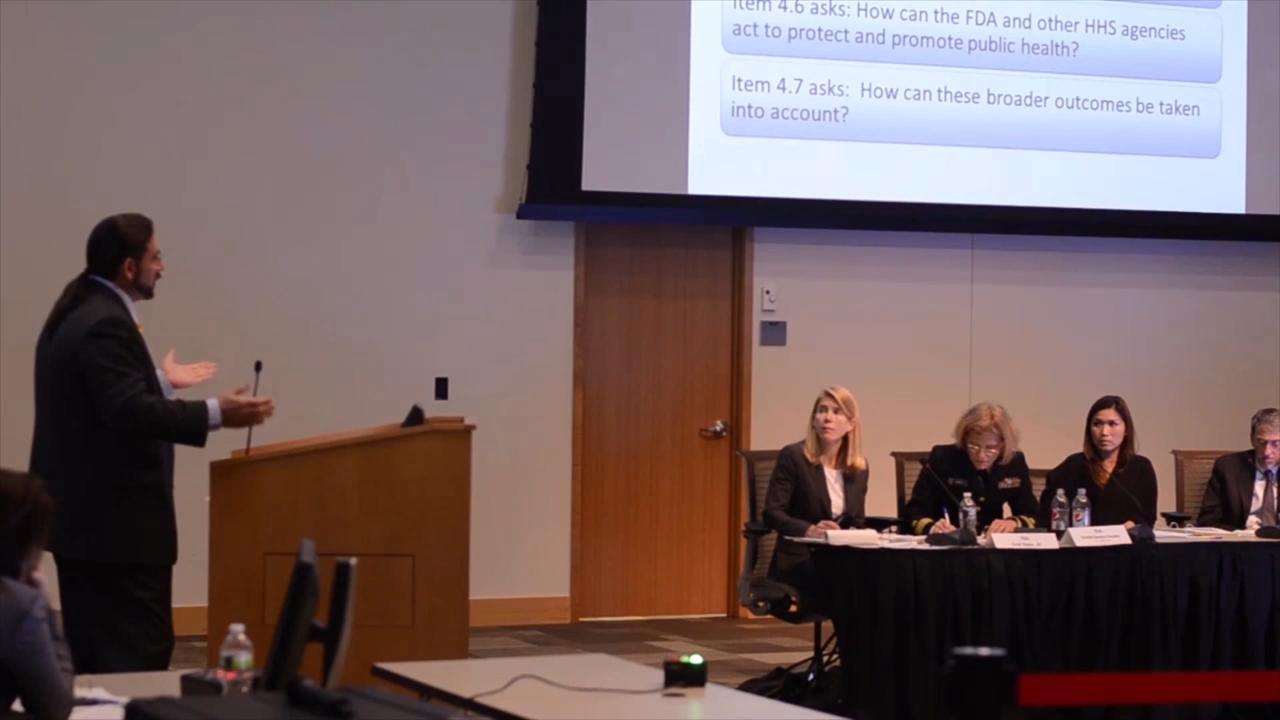 Item 4.6 asks: How can the FDA and other HHS agencies
act to protect and promote public health?
Item 4.7 asks:  How can these broader outcomes be taken
into account?